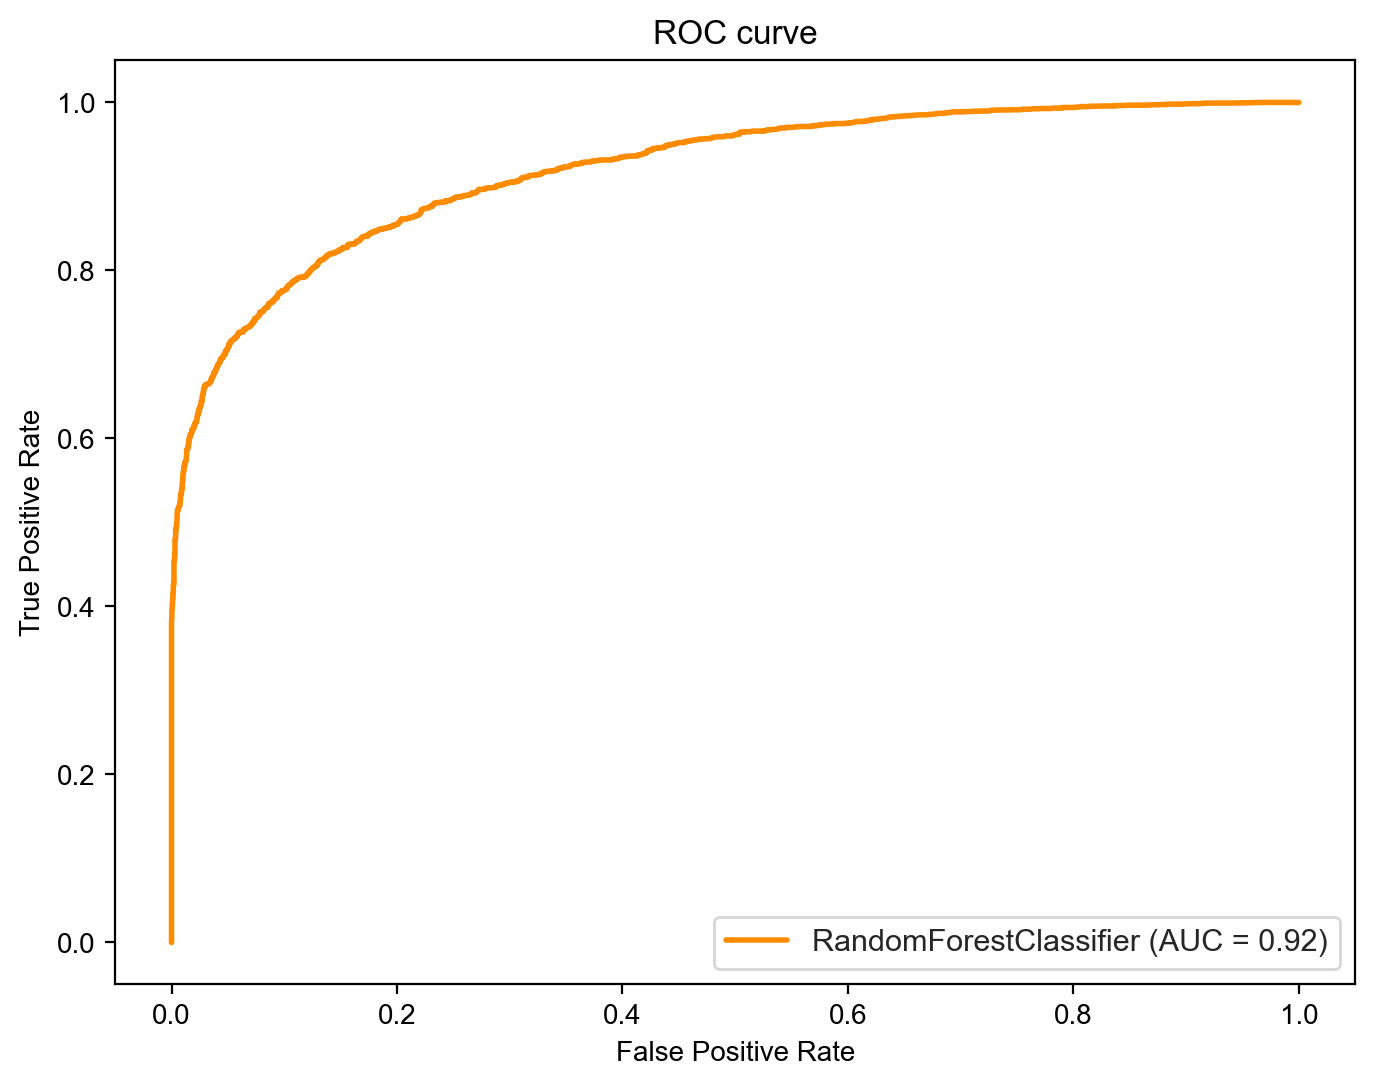 ROC curve
1.0
0.8
0.6
0.4
0.2
0.0
True Positive Rate
RandomForestClassifier (AUC = 0.92)
0.0 0.2 0.4 0.6 0.8 1.0
False Positive Rate